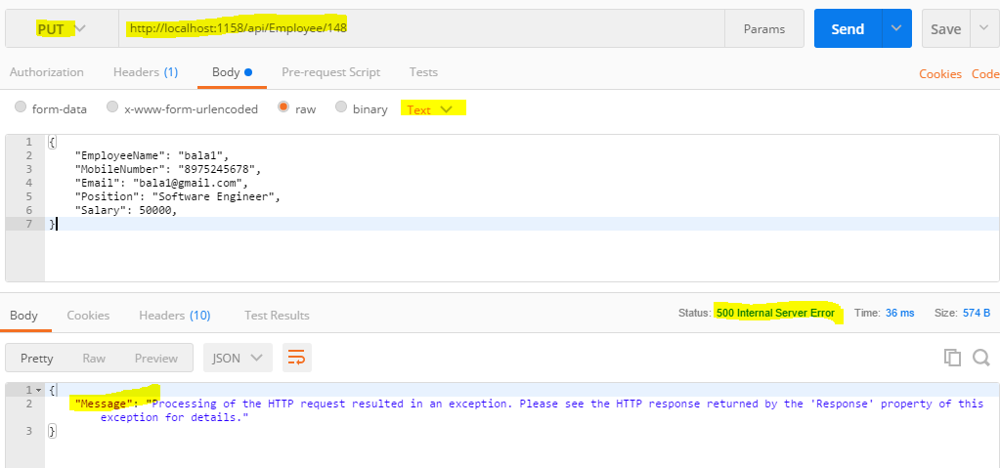 PUT http://localhost:1158/api/Employee/148 Params Send Save
Authorization Headers (1) Body Pre-request Script Tests Cookies Code
form-data x-www-form-urlencoded raw binary Text
1 {
2 "EmployeeName": "bala1",
3 "MobileNumber": "8975245678",
4 "Email": "bala1@gmail.com",
5 "Position": "Software Engineer",
6 "Salary": 50000,
7 }
Body Cookies Headers (10) Test Results Status: 500 Internal Server Error Time: 36 ms Size: 574 B
Pretty Raw Preview JSON
1 {
2 "Message": "Processing of the HTTP request resulted in an exception. Please see the HTTP response returned by the 'Response' property of this
exception for details."
3 }